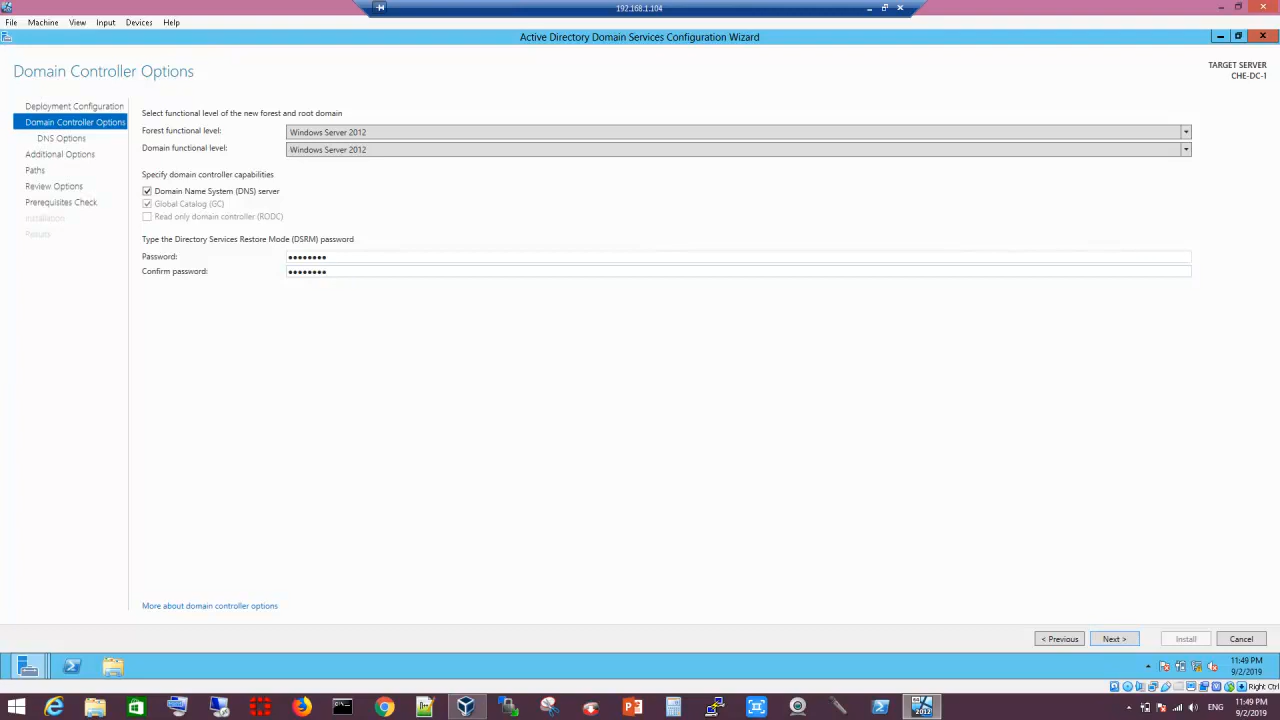 192.168.1.104
File Machine View Input Devices Help
Active Directory Domain Services Configuration Wizard
Domain Controller Options
TARGET SERVER
CHE-DC-1
Deployment Configuration
Domain Controller Options
DNS Options
Additional Options
Paths
Review Options
Prerequisites Check
Installation
Results
Select functional level of the new forest and root domain
Forest functional level: Windows Server 2012
Domain functional level: Windows Server 2012
Specify domain controller capabilities
Domain Name System (DNS) server
Global Catalog (GC)
Read only domain controller (RODC)
Type the Directory Services Restore Mode (DSRM) password
Password: ••••••••
Confirm password: ••••••••
More about domain controller options
< Previous Next > Install Cancel
11:49 PM
9/2/2019
Right Ctrl
2012
ENG
11:49 PM
9/2/2019